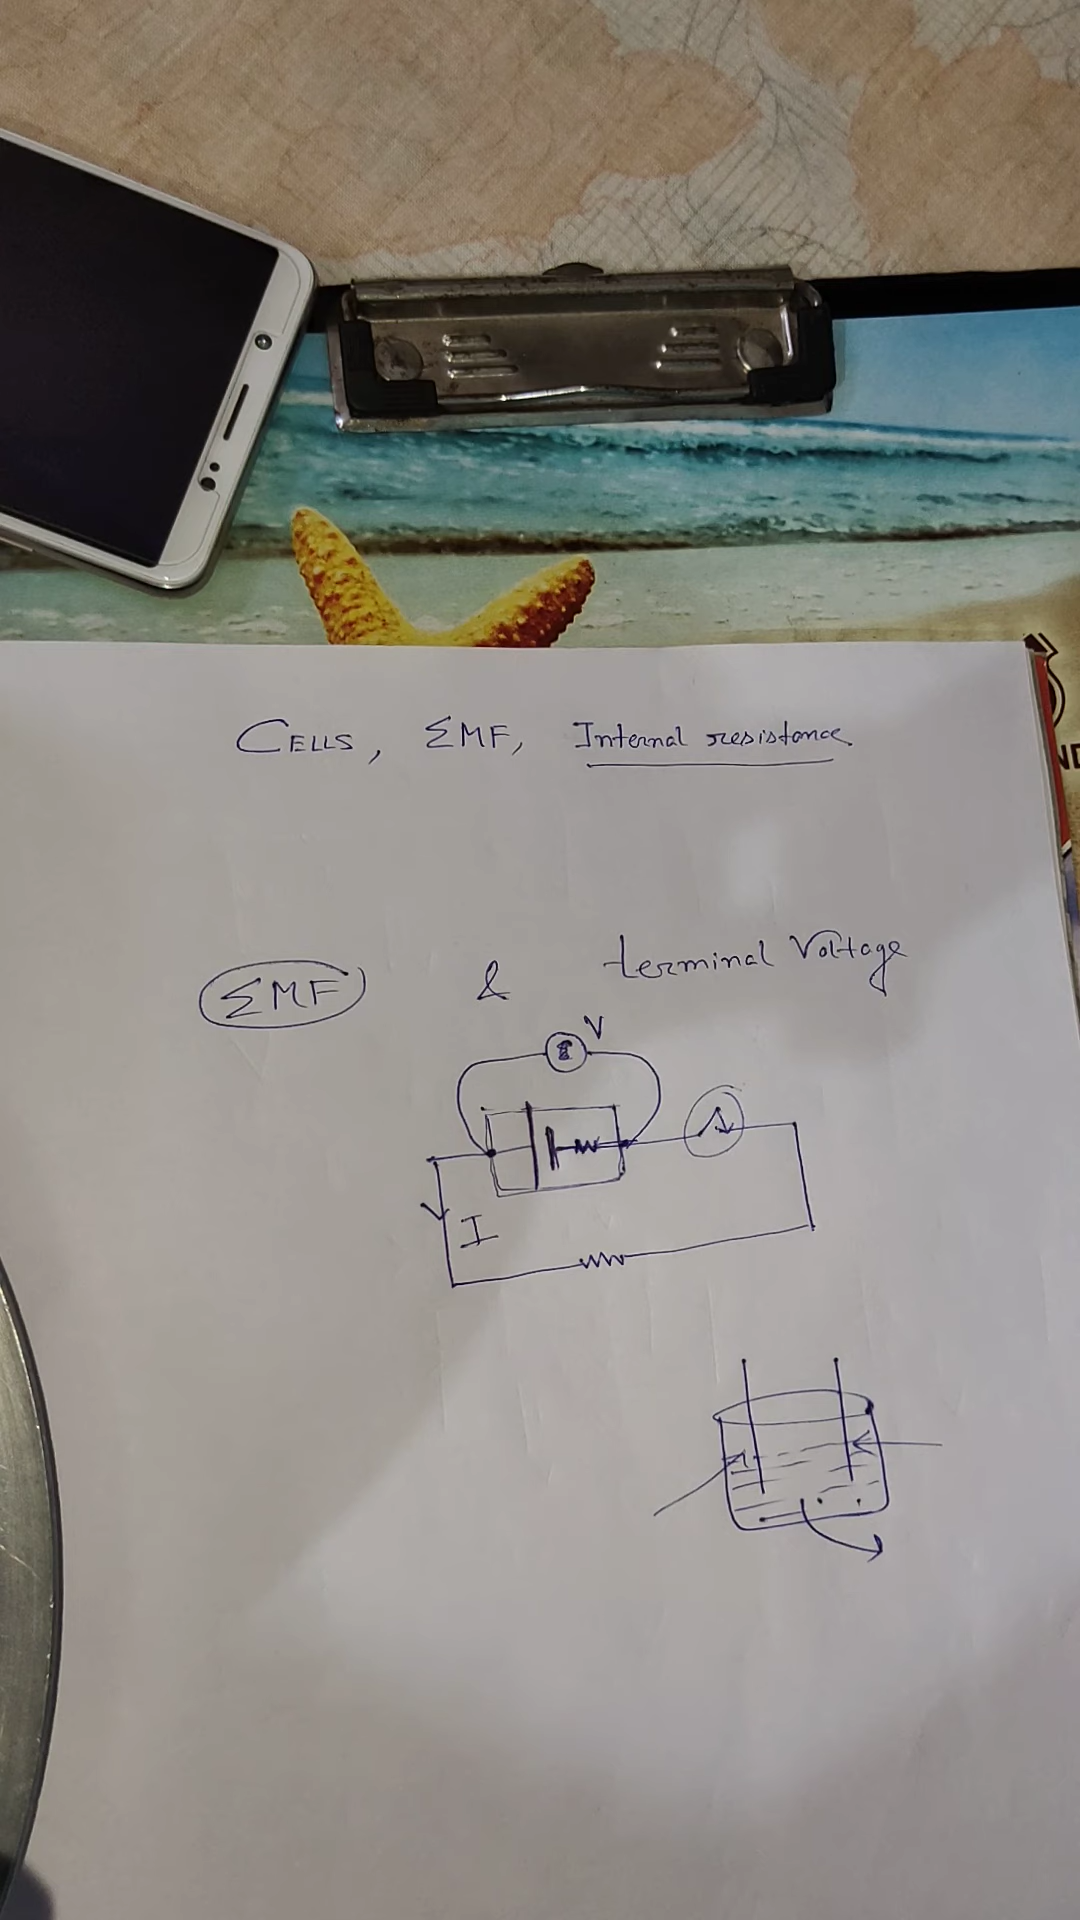 CELLS, EMF, Internal resistance
EMF & terminal Voltage
V
A
I